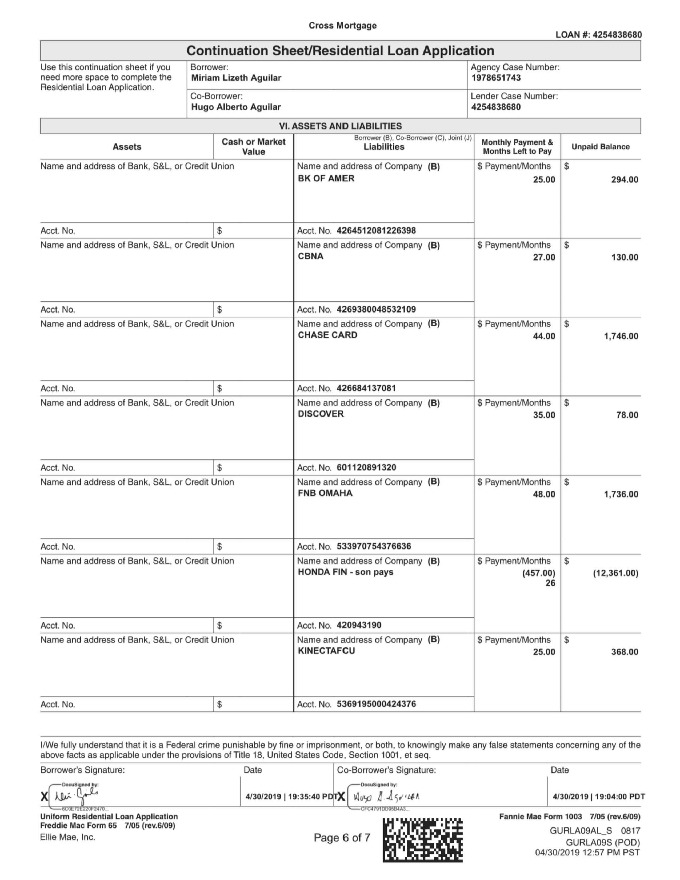 Cross Mortgage
LOAN #: 4254838680
Continuation Sheet/Residential Loan Application
Use this continuation sheet if you
need more space to complete the
Residential Loan Application.
Borrower:
Miriam Lizeth Aguilar
Agency Case Number:
1978651743
Co-Borrower:
Hugo Alberto Aguilar
Lender Case Number:
4254838680
VI. ASSETS AND LIABILITIES
Assets
Cash or Market
Value
Borrower (B), Co-Borrower (C), Joint (J)
Liabilities
Monthly Payment &
Months Left to Pay
Unpaid Balance
Name and address of Bank, S&L, or Credit Union
Name and address of Company (B)
BK OF AMER
$ Payment/Months
25.00
$
294.00
Acct. No.
$
Acct. No. 4264512081226398
Name and address of Bank, S&L, or Credit Union
Name and address of Company (B)
CBNA
$ Payment/Months
27.00
$
130.00
Acct. No.
$
Acct. No. 4269380048532109
Name and address of Bank, S&L, or Credit Union
Name and address of Company (B)
CHASE CARD
$ Payment/Months
44.00
$
1,746.00
Acct. No.
$
Acct. No. 426684137081
Name and address of Bank, S&L, or Credit Union
Name and address of Company (B)
DISCOVER
$ Payment/Months
35.00
$
78.00
Acct. No.
$
Acct. No. 601120891320
Name and address of Bank, S&L, or Credit Union
Name and address of Company (B)
FNB OMAHA
$ Payment/Months
48.00
$
1,736.00
Acct. No.
$
Acct. No. 533970754376636
Name and address of Bank, S&L, or Credit Union
Name and address of Company (B)
HONDA FIN - son pays
$ Payment/Months
(457.00)
26
$
(12,361.00)
Acct. No.
$
Acct. No. 420943190
Name and address of Bank, S&L, or Credit Union
Name and address of Company (B)
KINECTAFCU
$ Payment/Months
25.00
$
368.00
Acct. No.
$
Acct. No. 5369195000424376
I/We fully understand that it is a Federal crime punishable by fine or imprisonment, or both, to knowingly make any false statements concerning any of the
above facts as applicable under the provisions of Title 18, United States Code, Section 1001, et seq.
Borrower's Signature:
Date
Co-Borrower's Signature:
Date
DocuSigned by:
X
4/30/2019 | 19:35:40 PDT
DocuSigned by:
X
4/30/2019 | 19:04:00 PDT
Uniform Residential Loan Application
Freddie Mac Form 65 7/05 (rev.6/09)
Fannie Mae Form 1003 7/05 (rev.6/09)
Ellie Mae, Inc.
Page 6 of 7
GURLA09AL_S 0817
GURLA09S (POD)
04/30/2019 12:57 PM PST